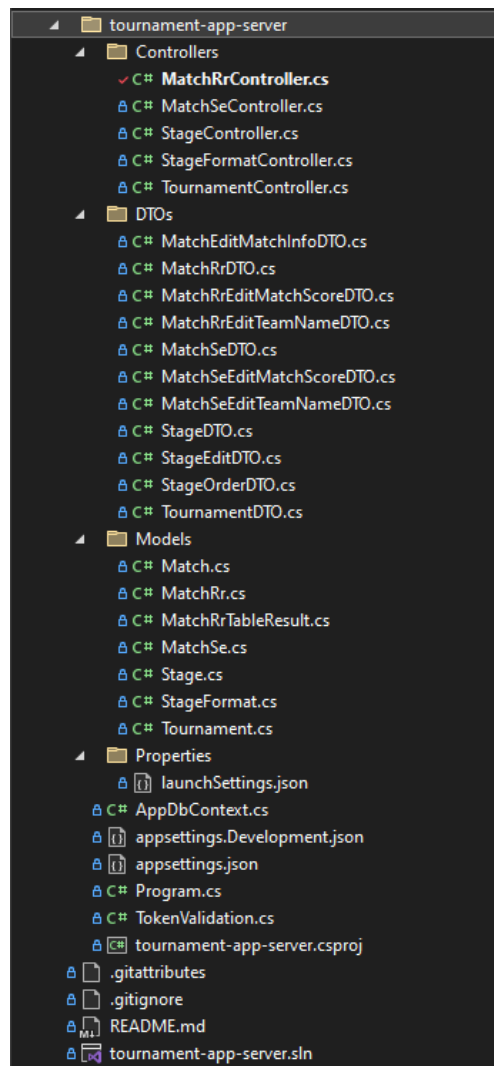 tournament-app-server
Controllers
C# MatchRrController.cs
C# MatchSeController.cs
C# StageController.cs
C# StageFormatController.cs
C# TournamentController.cs
DTOs
C# MatchEditMatchInfoDTO.cs
C# MatchRrDTO.cs
C# MatchRrEditMatchScoreDTO.cs
C# MatchRrEditTeamNameDTO.cs
C# MatchSeDTO.cs
C# MatchSeEditMatchScoreDTO.cs
C# MatchSeEditTeamNameDTO.cs
C# StageDTO.cs
C# StageEditDTO.cs
C# StageOrderDTO.cs
C# TournamentDTO.cs
Models
C# Match.cs
C# MatchRr.cs
C# MatchRrTableResult.cs
C# MatchSe.cs
C# Stage.cs
C# StageFormat.cs
C# Tournament.cs
Properties
launchSettings.json
C# AppDbContext.cs
appsettings.Development.json
appsettings.json
C# Program.cs
C# TokenValidation.cs
C# tournament-app-server.csproj
.gitattributes
.gitignore
M↓ README.md
tournament-app-server.sln